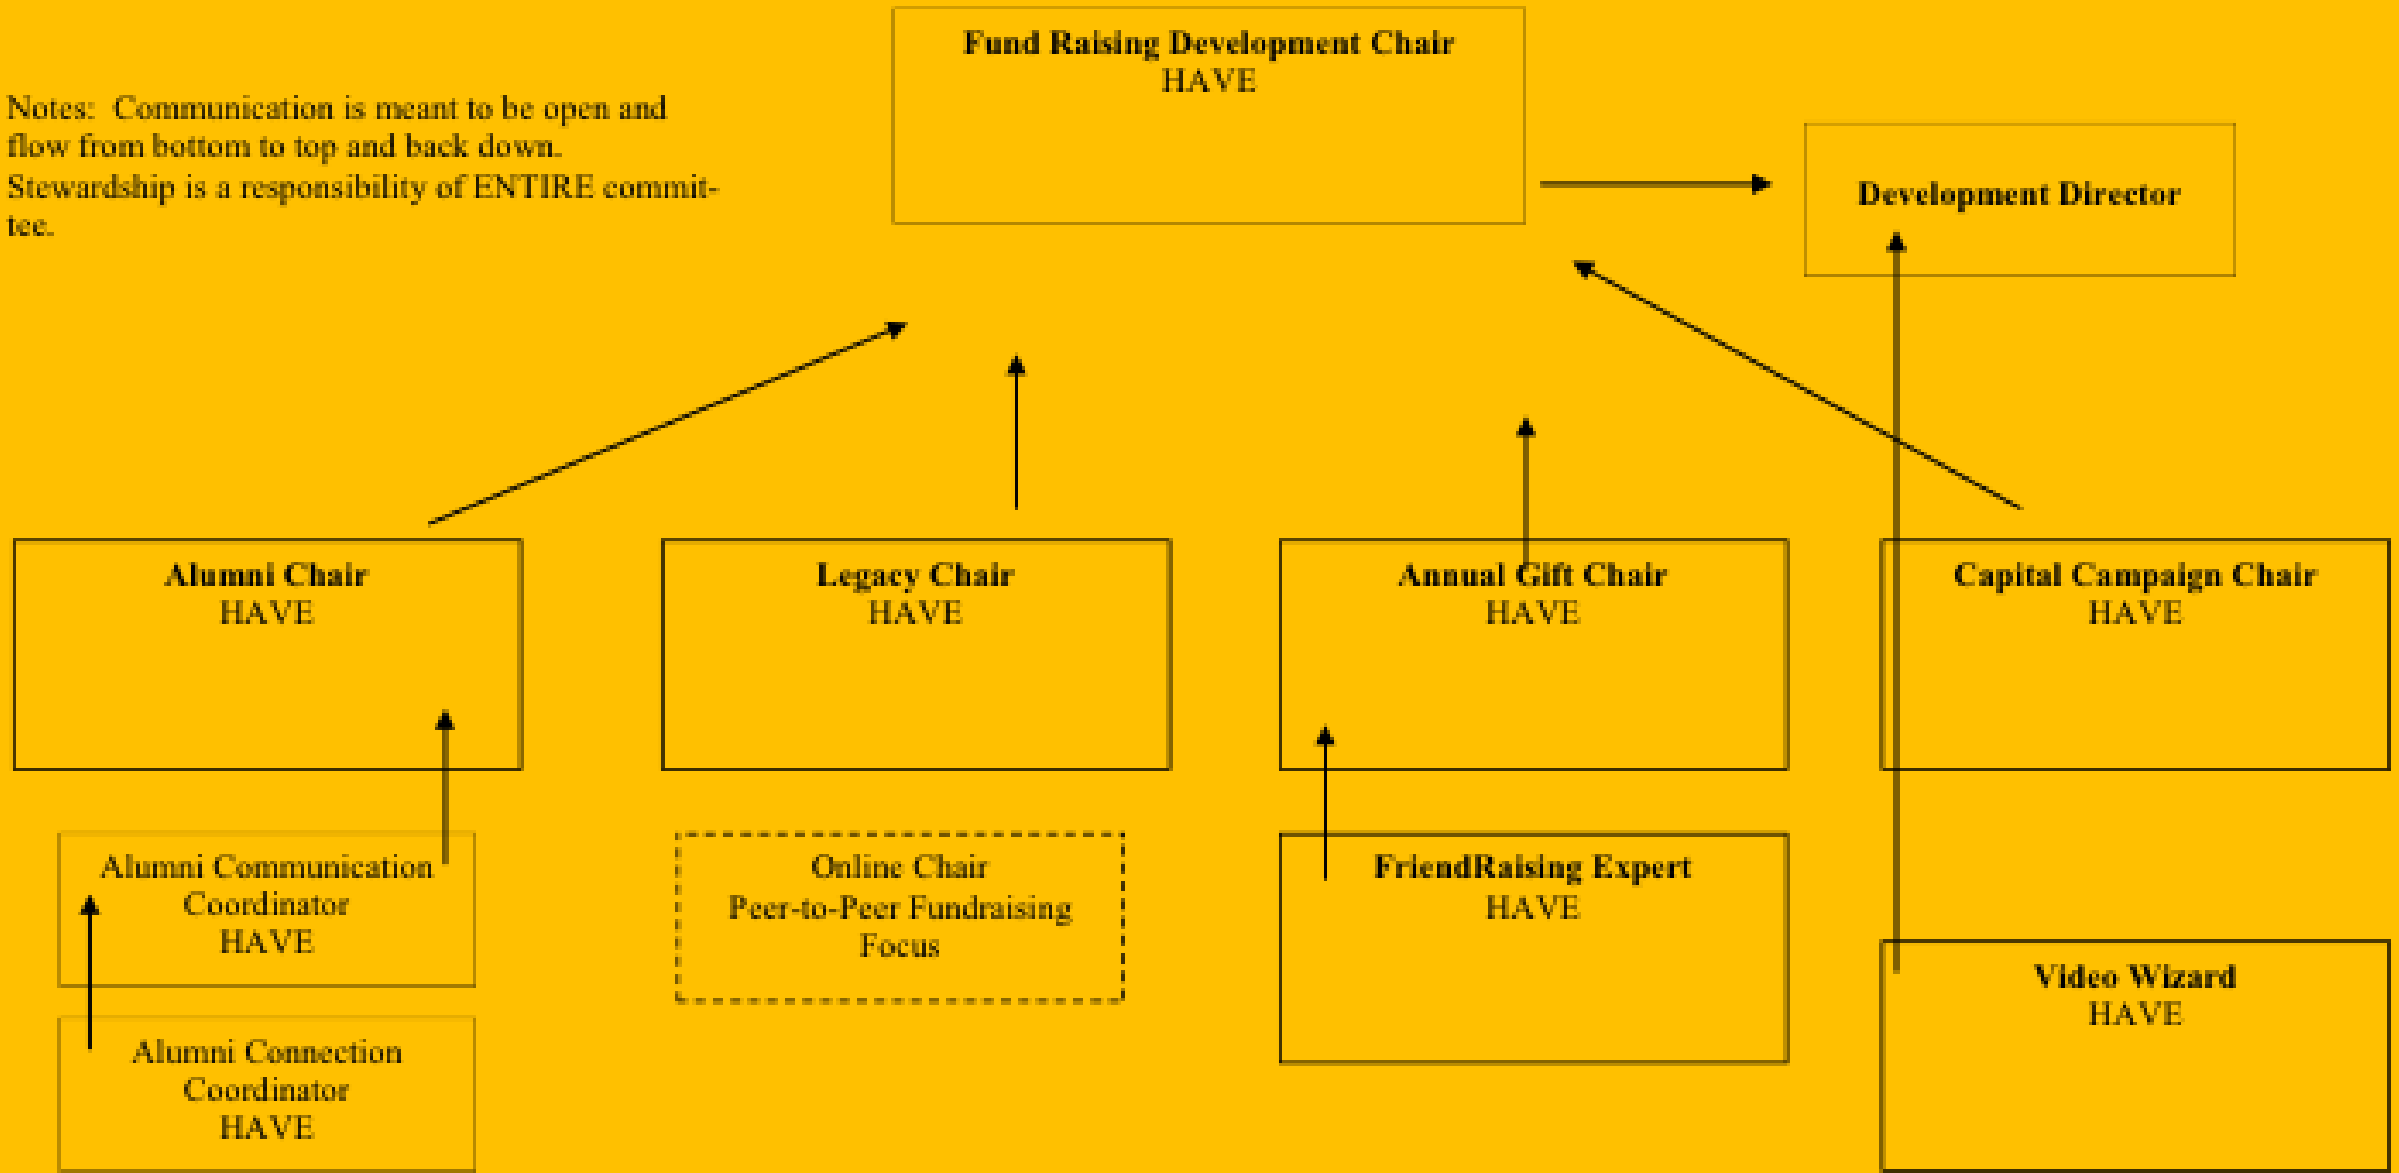 Fund Raising Development Chair
HAVE
Notes: Communication is meant to be open and
flow from bottom to top and back down.
Stewardship is a responsibility of ENTIRE commit-
tee.
Development Director
Alumni Chair
HAVE
Legacy Chair
HAVE
Annual Gift Chair
HAVE
Capital Campaign Chair
HAVE
Alumni Communication
Coordinator
HAVE
Online Chair
Peer-to-Peer Fundraising
Focus
FriendRaising Expert
HAVE
Video Wizard
HAVE
Alumni Connection
Coordinator
HAVE